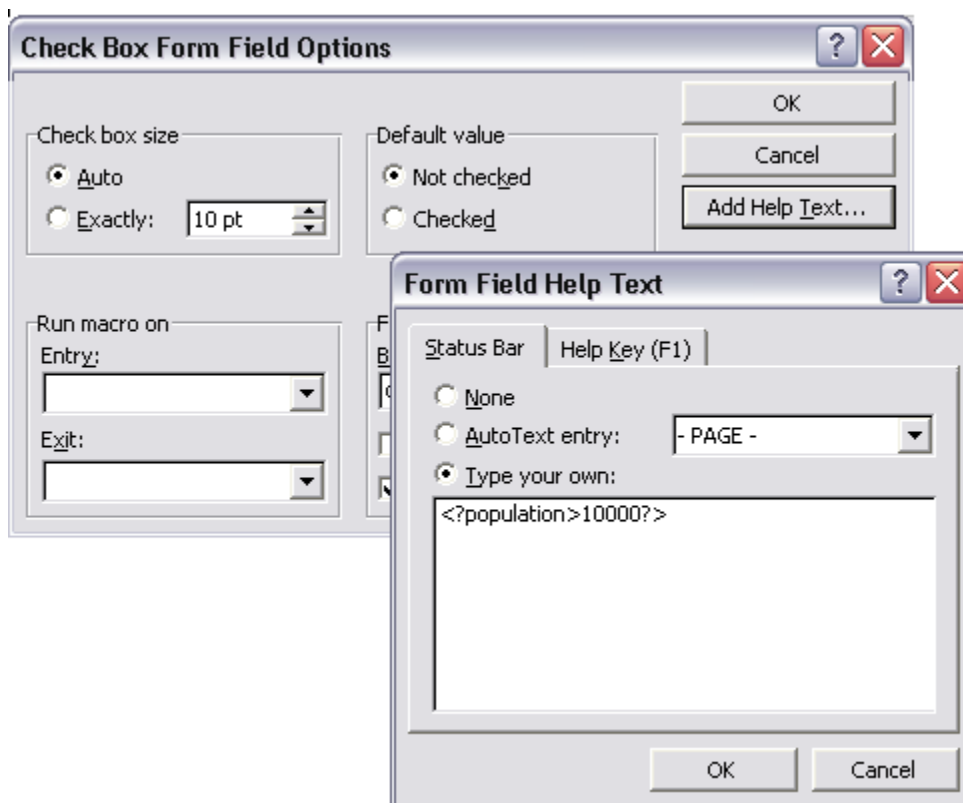 Check Box Form Field Options
OK
Check box size
Default value
Cancel
Auto
Not checked
Add Help Text...
Exactly: 10 pt
Checked
Form Field Help Text
Run macro on
F
Status Bar
Help Key (F1)
Entry:
B
None
AutoText entry: - PAGE -
Exit:
Type your own:
<?population>10000?>
OK
Cancel